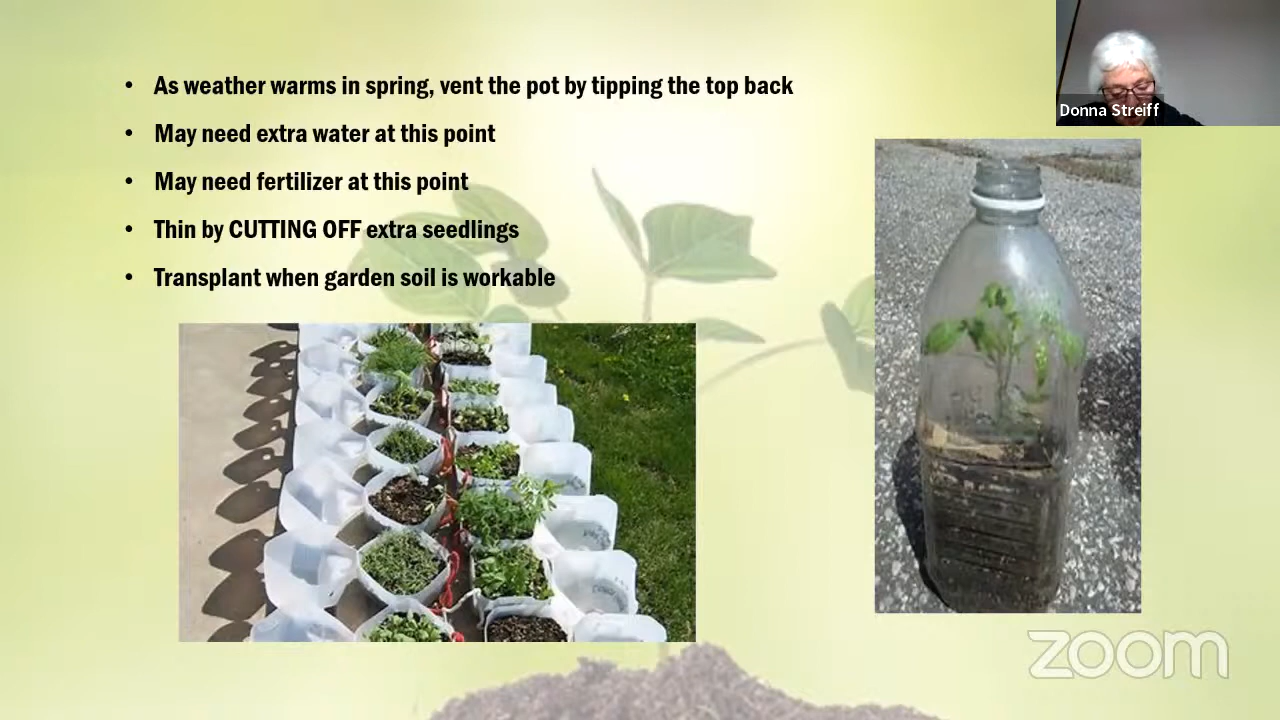 • As weather warms in spring, vent the pot by tipping the top back
• May need extra water at this point
• May need fertilizer at this point
• Thin by CUTTING OFF extra seedlings
• Transplant when garden soil is workable
Donna Streiff
zoom